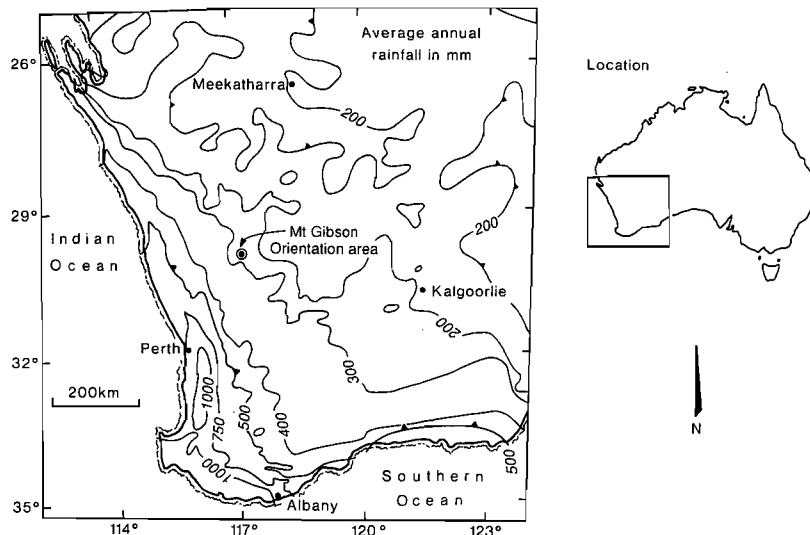 Average annual
rainfall in mm
26°
Meekatharra
200
Location
29°
Indian
Ocean
Mt Gibson
Orientation area
200
Kalgoorlie
200
32°
Perth
300
200km
1000
750
500
400
1000
500
N
Southern
Ocean
35°
Albany
114°
117°
120°
123°